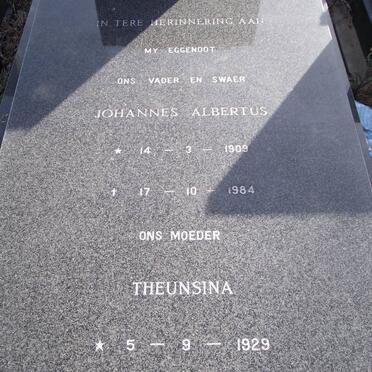 IN TERE HERINNERING AAN
MY EGGENOOT
ONS VADER EN SWAER
JOHANNES ALBERTUS
★ 14 – 3 – 1909
✝ 17 – 10 – 1984
ONS MOEDER
THEUNSINA
★ 5 – 9 – 1929